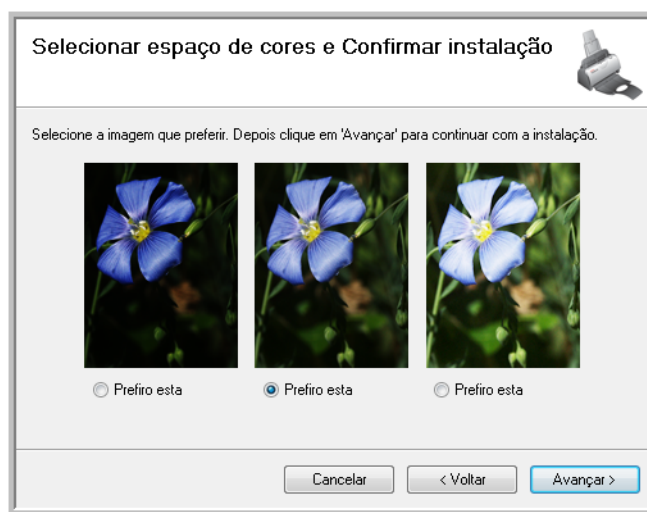 Selecionar espaço de cores e Confirmar instalação
Selecione a imagem que preferir. Depois clique em 'Avançar' para continuar com a instalação.
Prefiro esta
Prefiro esta
Prefiro esta
Cancelar
< Voltar
Avançar >